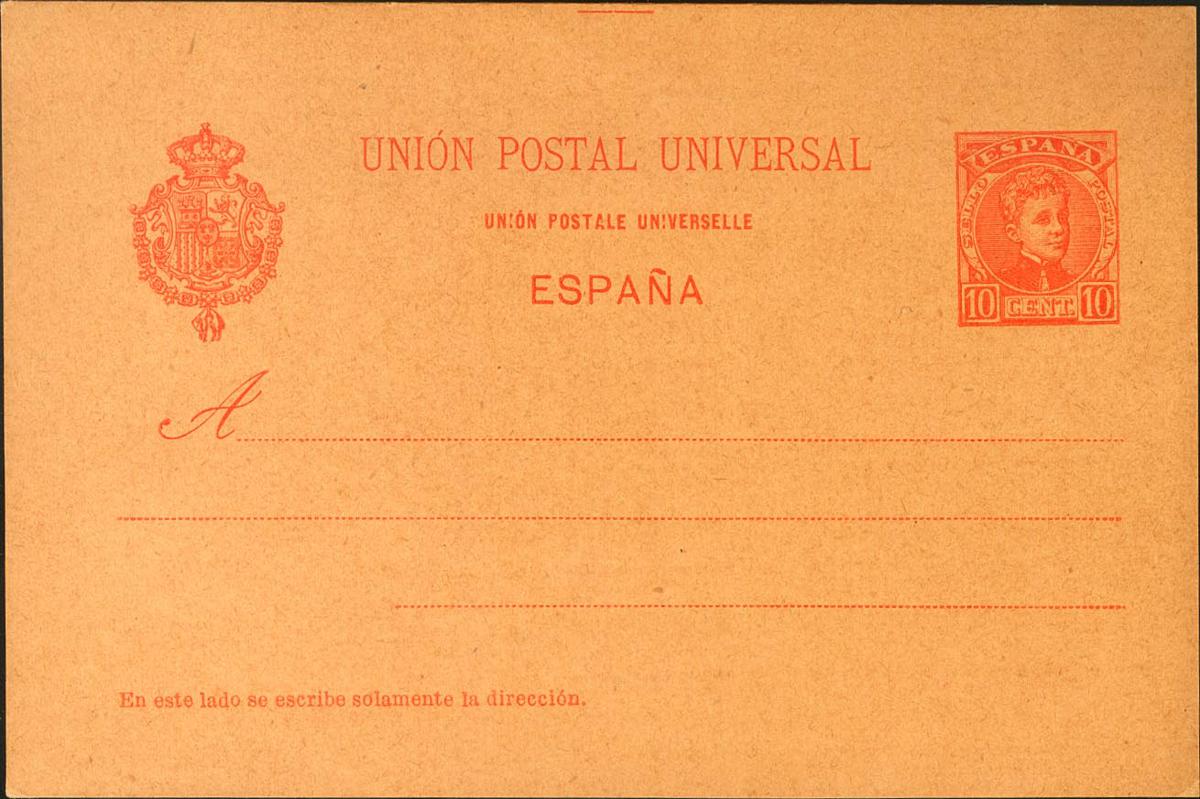 UNIÓN POSTAL UNIVERSAL
UNIÓN POSTALE UNIVERSELLE
ESPAÑA
ESPAÑA
SELLO POSTAL
10 CENT. 10
A
En este lado se escribe solamente la dirección.